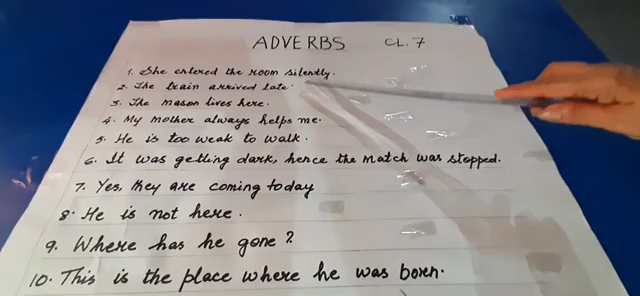 ADVERBS CL. 7
1. She entered the room silently.
2. The train arrived late.
3. The mason lives here.
4. My mother always helps me.
5. He is too weak to walk.
6. It was getting dark, hence the match was stopped.
7. Yes, they are coming today
8. He is not here.
9. Where has he gone?
10. This is the place where he was born.